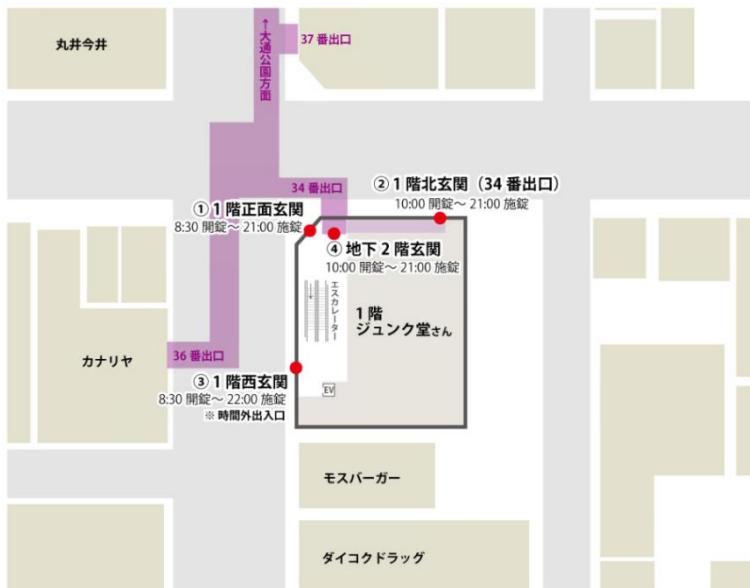 丸井今井
37 番出口
↑大通公園方面
34 番出口
② 1 階北玄関（34 番出口）
10:00 開錠～ 21:00 施錠
① 1 階正面玄関
8:30 開錠～ 21:00 施錠
④ 地下 2 階玄関
10:00 開錠～ 21:00 施錠
エスカレーター
1 階
ジュンク堂さん
カナリヤ
36 番出口
③ 1 階西玄関
8:30 開錠～ 22:00 施錠
※ 時間外出入口
EV
モスバーガー
ダイコクドラッグ